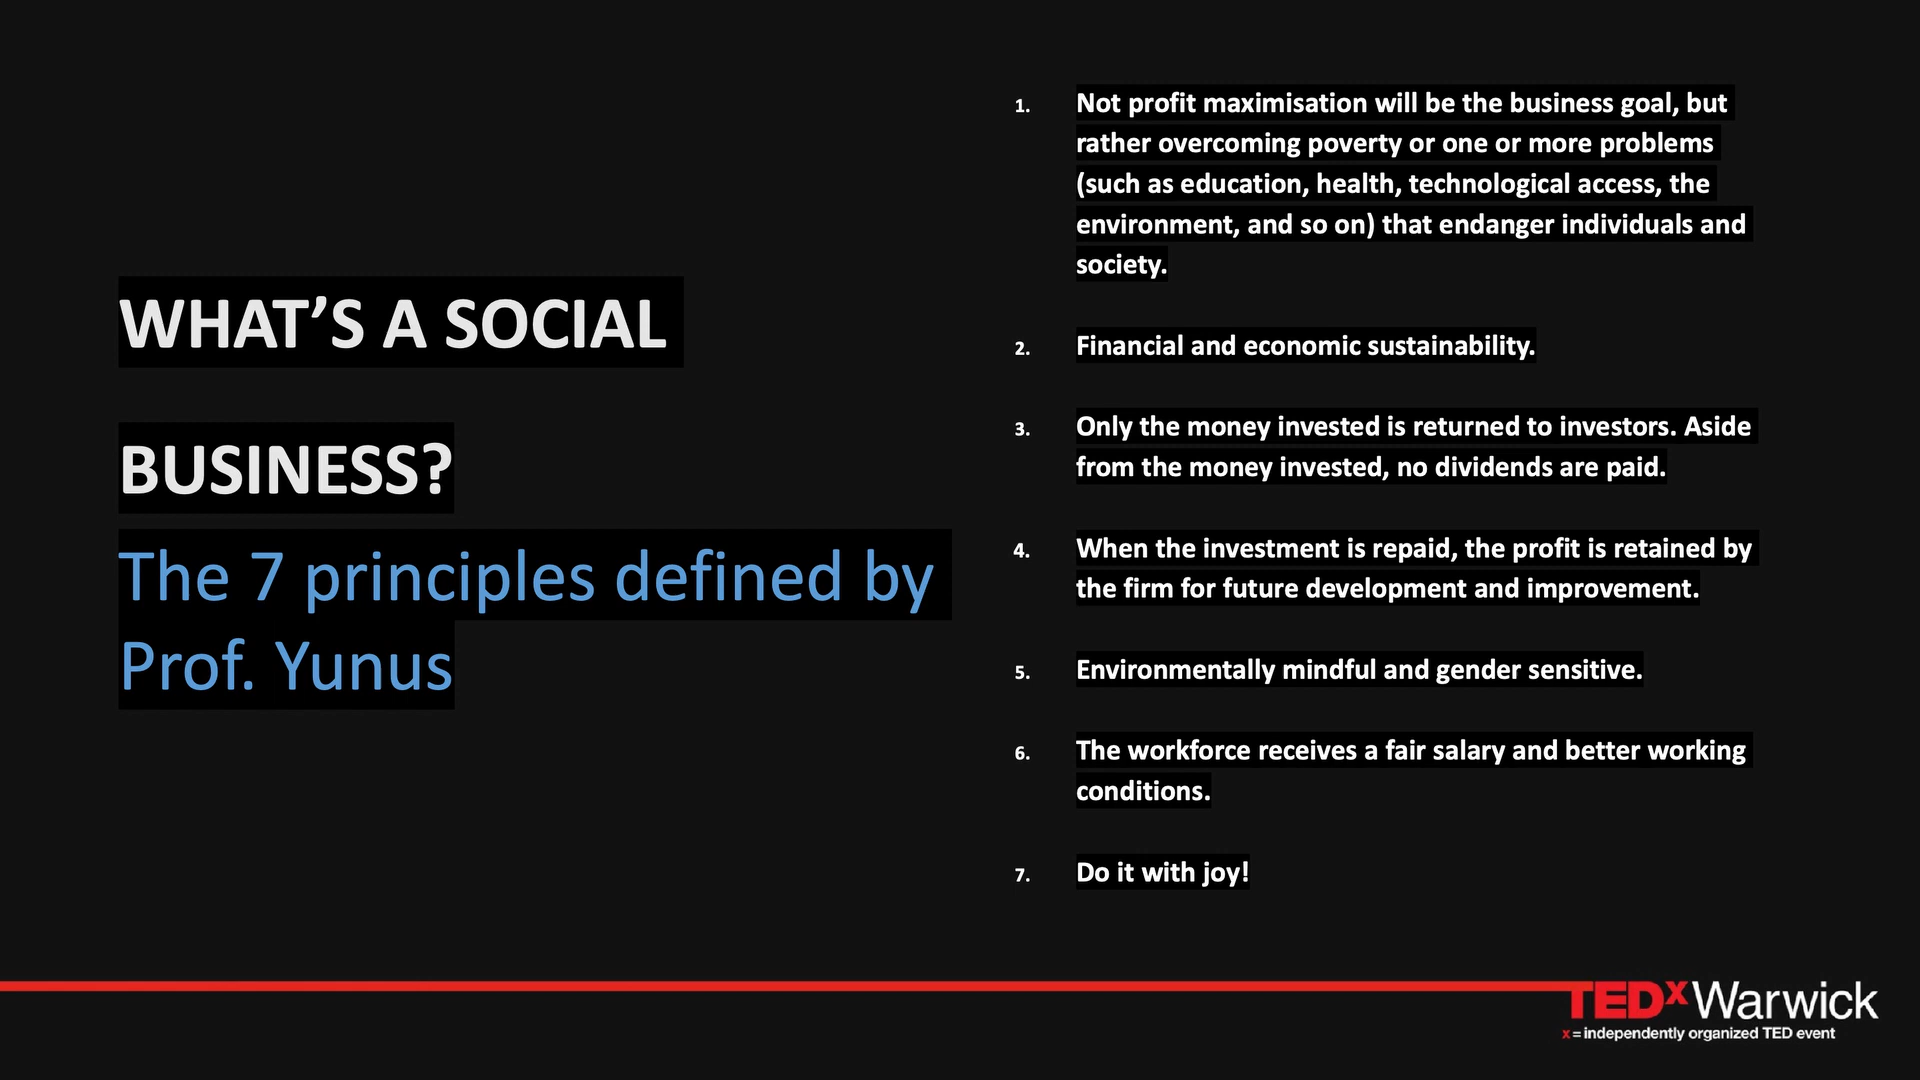 WHAT’S A SOCIAL
BUSINESS?
The 7 principles defined by
Prof. Yunus
1. Not profit maximisation will be the business goal, but
rather overcoming poverty or one or more problems
(such as education, health, technological access, the
environment, and so on) that endanger individuals and
society.
2. Financial and economic sustainability.
3. Only the money invested is returned to investors. Aside
from the money invested, no dividends are paid.
4. When the investment is repaid, the profit is retained by
the firm for future development and improvement.
5. Environmentally mindful and gender sensitive.
6. The workforce receives a fair salary and better working
conditions.
7. Do it with joy!
TEDxWarwick
x = independently organized TED event